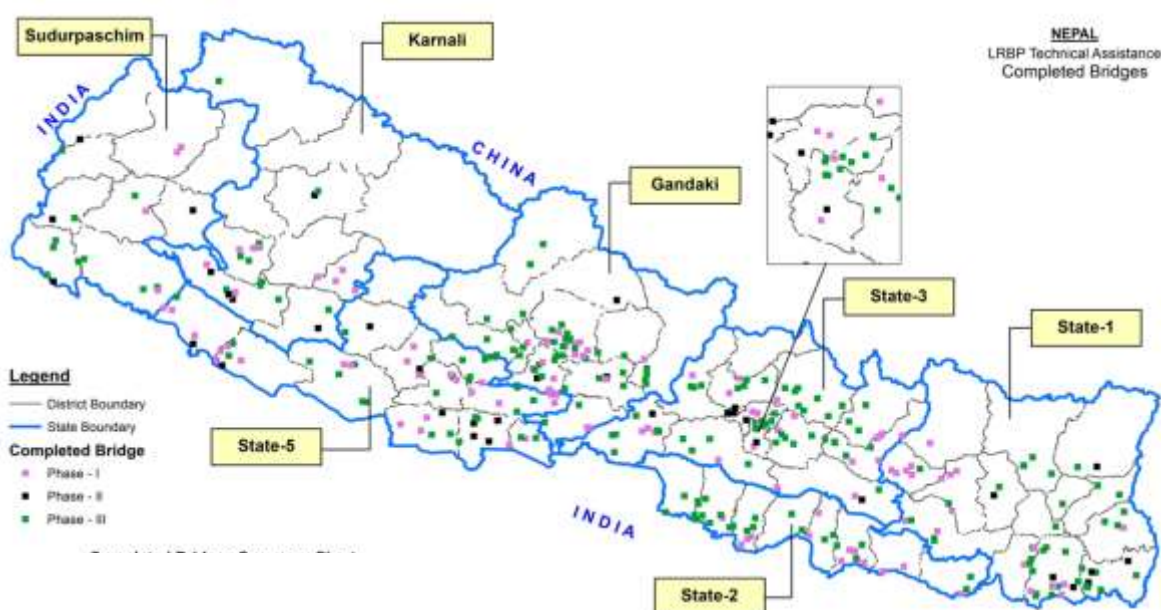 Sudurpaschim
Karnali
NEPAL
LRBP Technical Assistance
Completed Bridges
INDIA
CHINA
Gandaki
State-3
State-1
Legend
District Boundary
State Boundary
Completed Bridge
Phase - I
Phase - II
Phase - III
State-5
INDIA
State-2